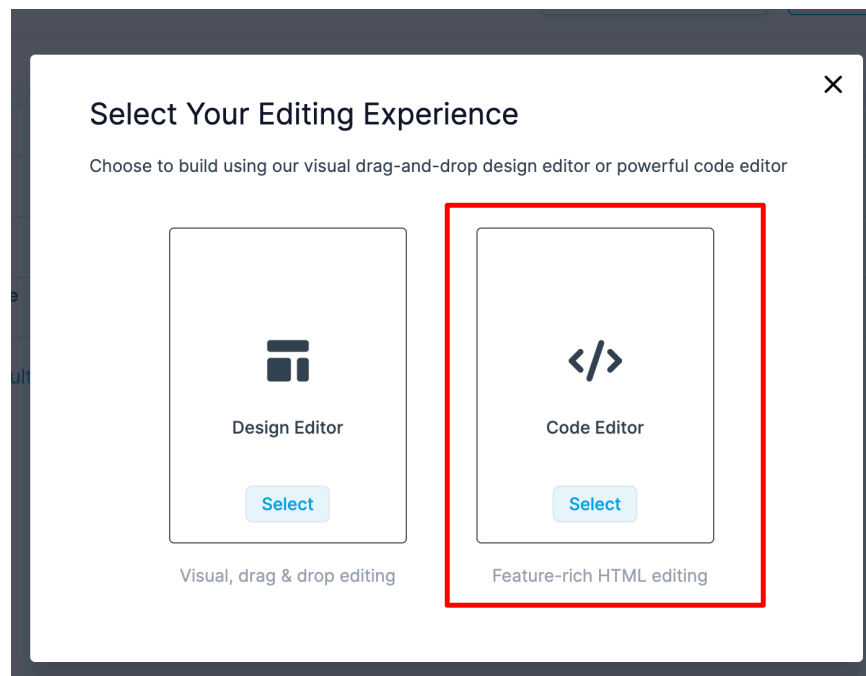 Select Your Editing Experience
Choose to build using our visual drag-and-drop design editor or powerful code editor
e
ult
</>
Design Editor
Code Editor
Select
Select
Visual, drag & drop editing
Feature-rich HTML editing